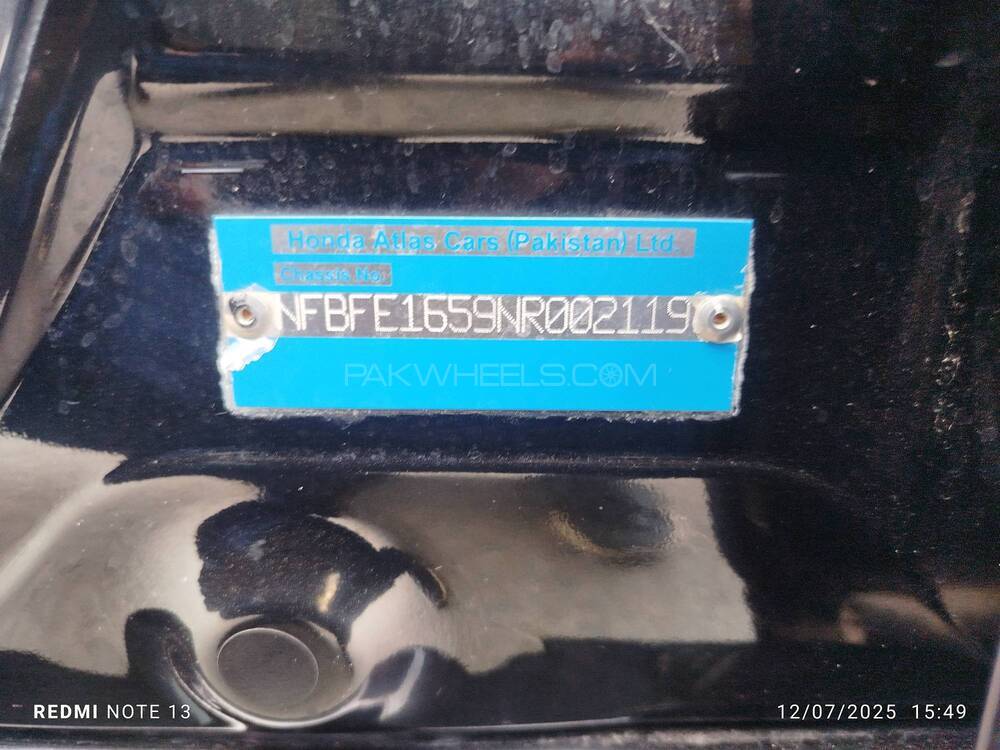 Honda Atlas Cars (Pakistan) Ltd.
Chassis No:
NFBFE1659NR002119
PAKWHEELS.COM
REDMI NOTE 13
12/07/2025 15:49